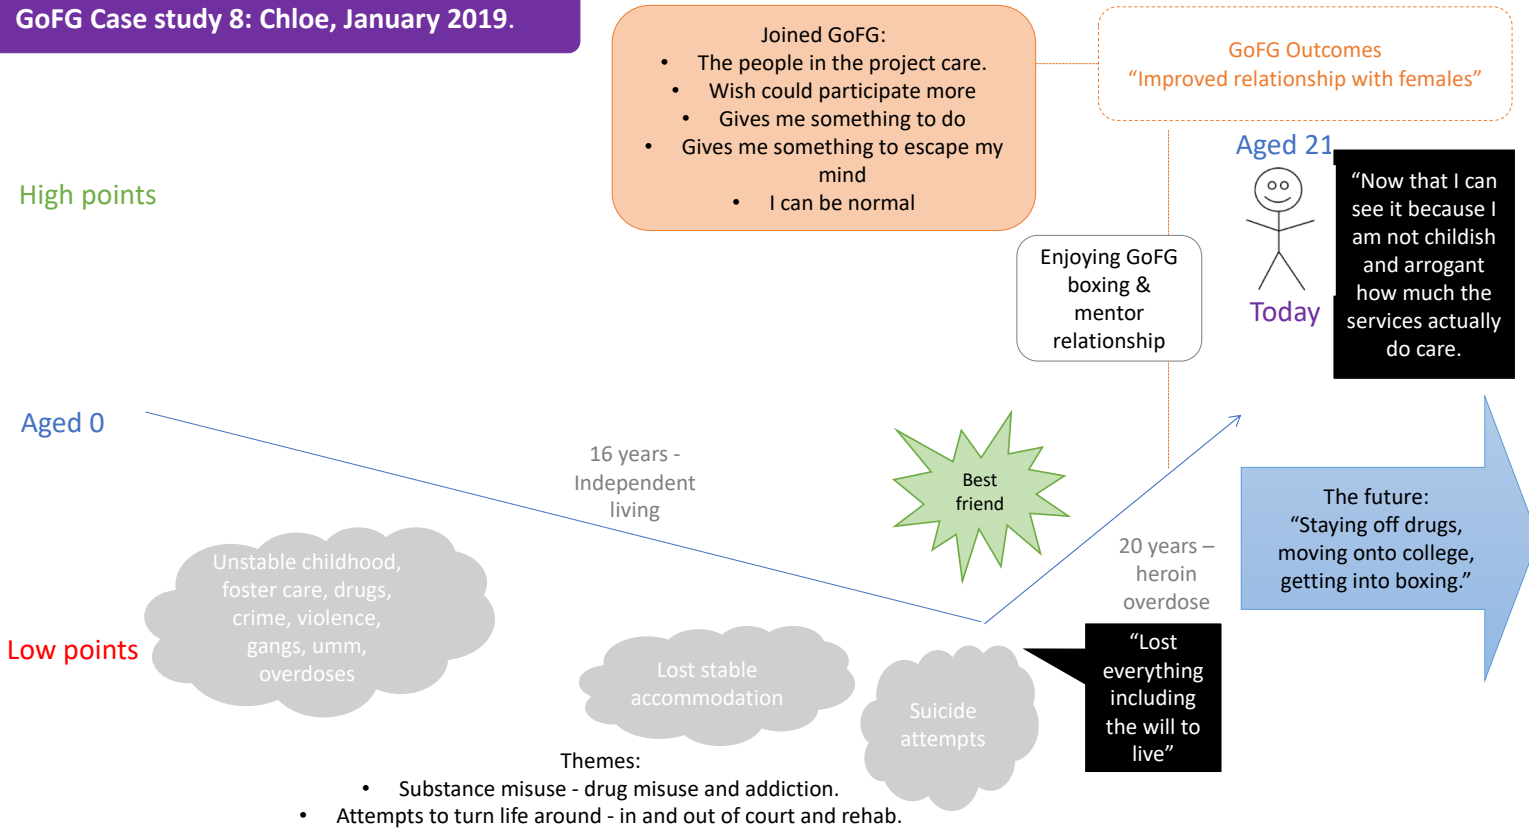 GoFG Case study 8: Chloe, January 2019.
Joined GoFG:
• The people in the project care.
• Wish could participate more
• Gives me something to do
• Gives me something to escape my
mind
• I can be normal
GoFG Outcomes
“Improved relationship with females”
High points
Aged 21
Today
“Now that I can
see it because I
am not childish
and arrogant
how much the
services actually
do care.
Enjoying GoFG
boxing &
mentor
relationship
Aged 0
16 years -
Independent
living
Best
friend
20 years –
heroin
overdose
The future:
“Staying off drugs,
moving onto college,
getting into boxing.”
Unstable childhood,
foster care, drugs,
crime, violence,
gangs, umm,
overdoses
Low points
Lost stable
accommodation
Suicide
attempts
“Lost
everything
including
the will to
live”
Themes:
• Substance misuse - drug misuse and addiction.
• Attempts to turn life around - in and out of court and rehab.